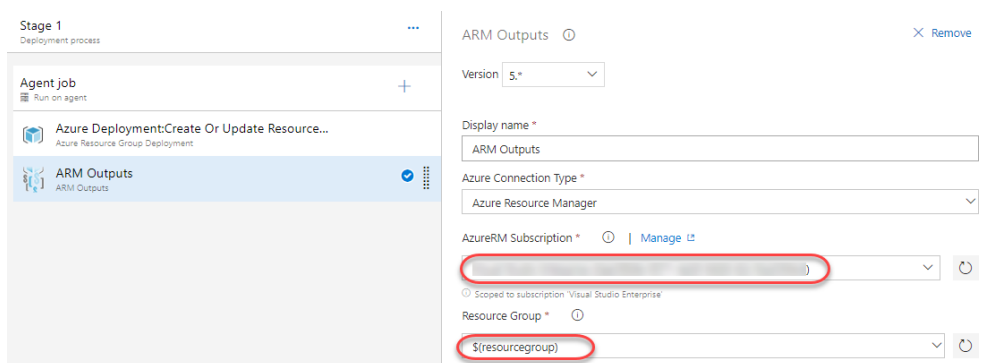 Stage 1
Deployment process
Agent job
Run on agent
Azure Deployment:Create Or Update Resource...
Azure Resource Group Deployment
ARM Outputs
ARM Outputs
ARM Outputs
Remove
Version 5.*
Display name *
ARM Outputs
Azure Connection Type *
Azure Resource Manager
AzureRM Subscription * | Manage
)
Scoped to subscription 'Visual Studio Enterprise'
Resource Group *
$(resourcegroup)